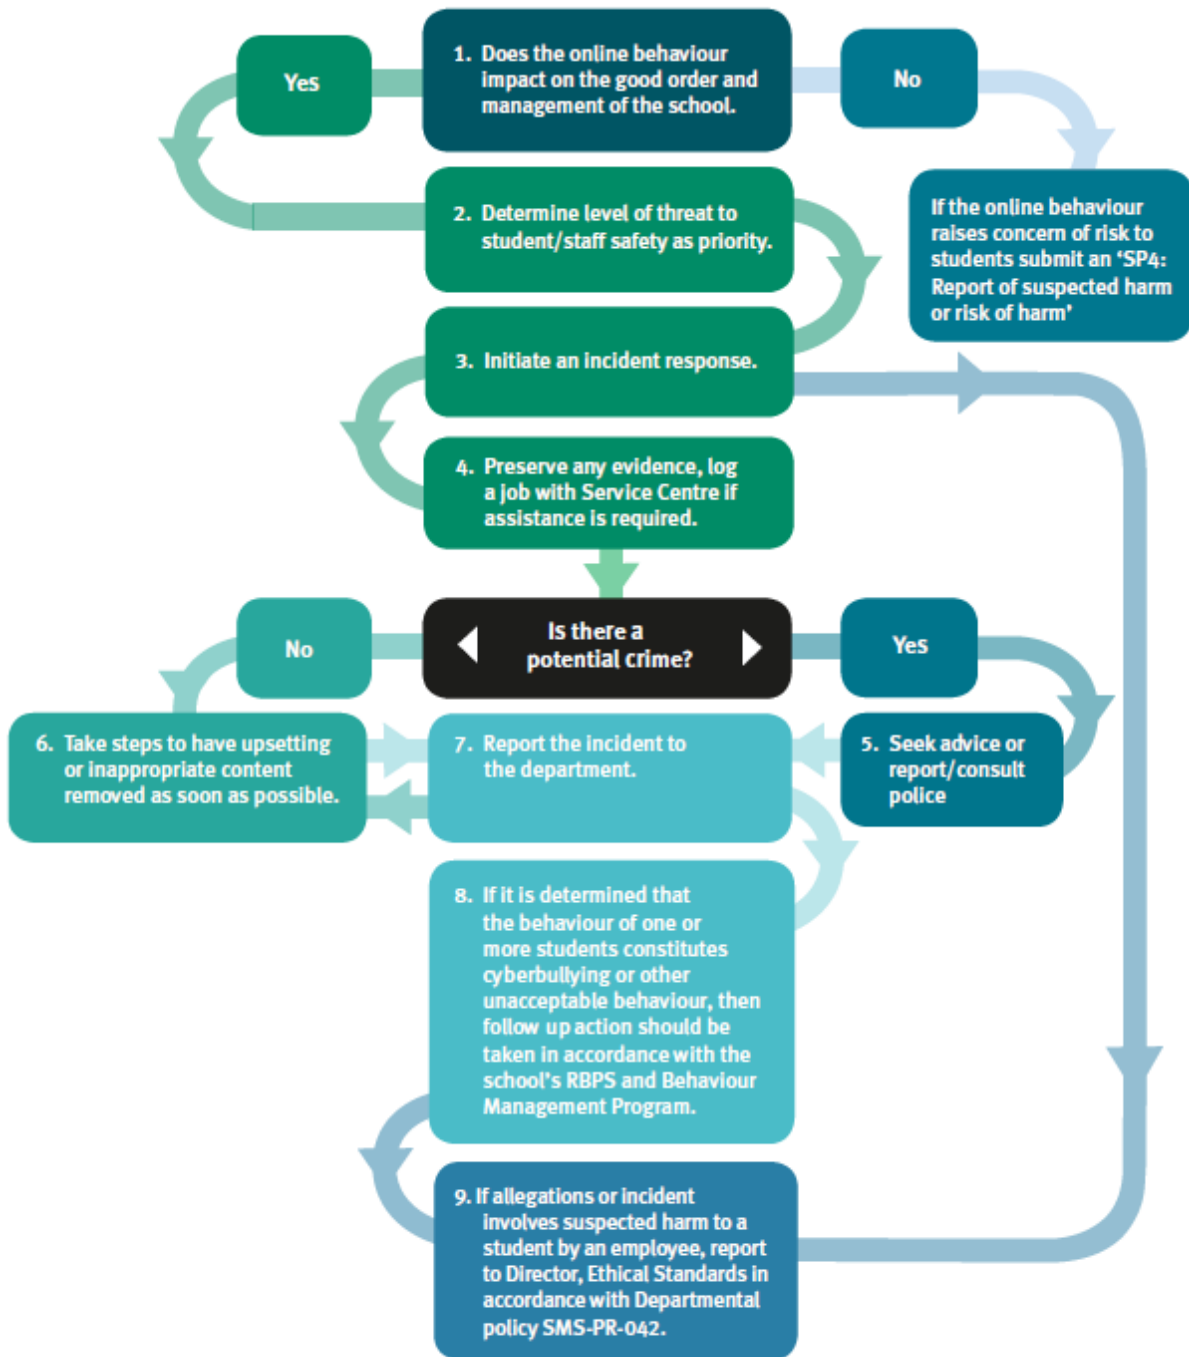 Yes
1. Does the online behaviour
impact on the good order and
management of the school.
No
2. Determine level of threat to
student/staff safety as priority.
If the online behaviour
raises concern of risk to
students submit an ‘SP4:
Report of suspected harm
or risk of harm’
3. Initiate an incident response.
4. Preserve any evidence, log
a job with Service Centre if
assistance is required.
No
Is there a
potential crime?
Yes
6. Take steps to have upsetting
or inappropriate content
removed as soon as possible.
7. Report the incident to
the department.
5. Seek advice or
report/consult
police
8. If it is determined that
the behaviour of one or
more students constitutes
cyberbullying or other
unacceptable behaviour, then
follow up action should be
taken in accordance with the
school’s RBPS and Behaviour
Management Program.
9. If allegations or incident
involves suspected harm to a
student by an employee, report
to Director, Ethical Standards in
accordance with Departmental
policy SMS-PR-042.